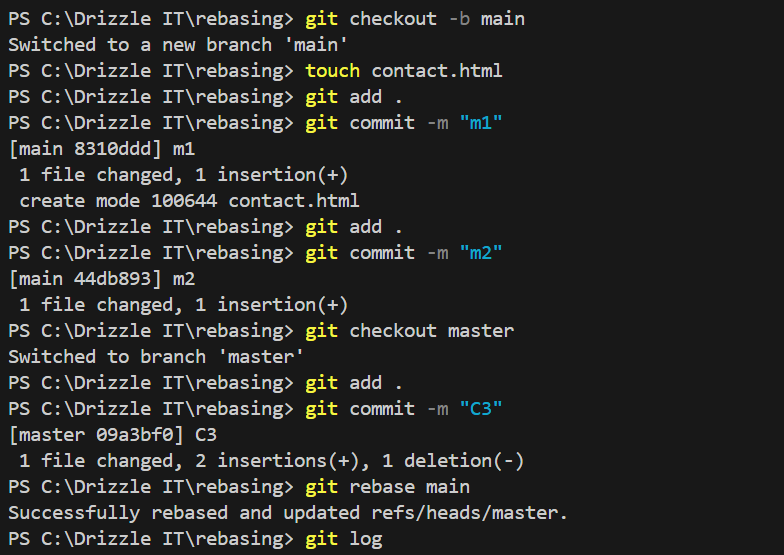 PS C:\Drizzle IT\rebasing> git checkout -b main
Switched to a new branch 'main'
PS C:\Drizzle IT\rebasing> touch contact.html
PS C:\Drizzle IT\rebasing> git add .
PS C:\Drizzle IT\rebasing> git commit -m "m1"
[main 8310ddd] m1
 1 file changed, 1 insertion(+)
 create mode 100644 contact.html
PS C:\Drizzle IT\rebasing> git add .
PS C:\Drizzle IT\rebasing> git commit -m "m2"
[main 44db893] m2
 1 file changed, 1 insertion(+)
PS C:\Drizzle IT\rebasing> git checkout master
Switched to branch 'master'
PS C:\Drizzle IT\rebasing> git add .
PS C:\Drizzle IT\rebasing> git commit -m "C3"
[master 09a3bf0] C3
 1 file changed, 2 insertions(+), 1 deletion(-)
PS C:\Drizzle IT\rebasing> git rebase main
Successfully rebased and updated refs/heads/master.
PS C:\Drizzle IT\rebasing> git log